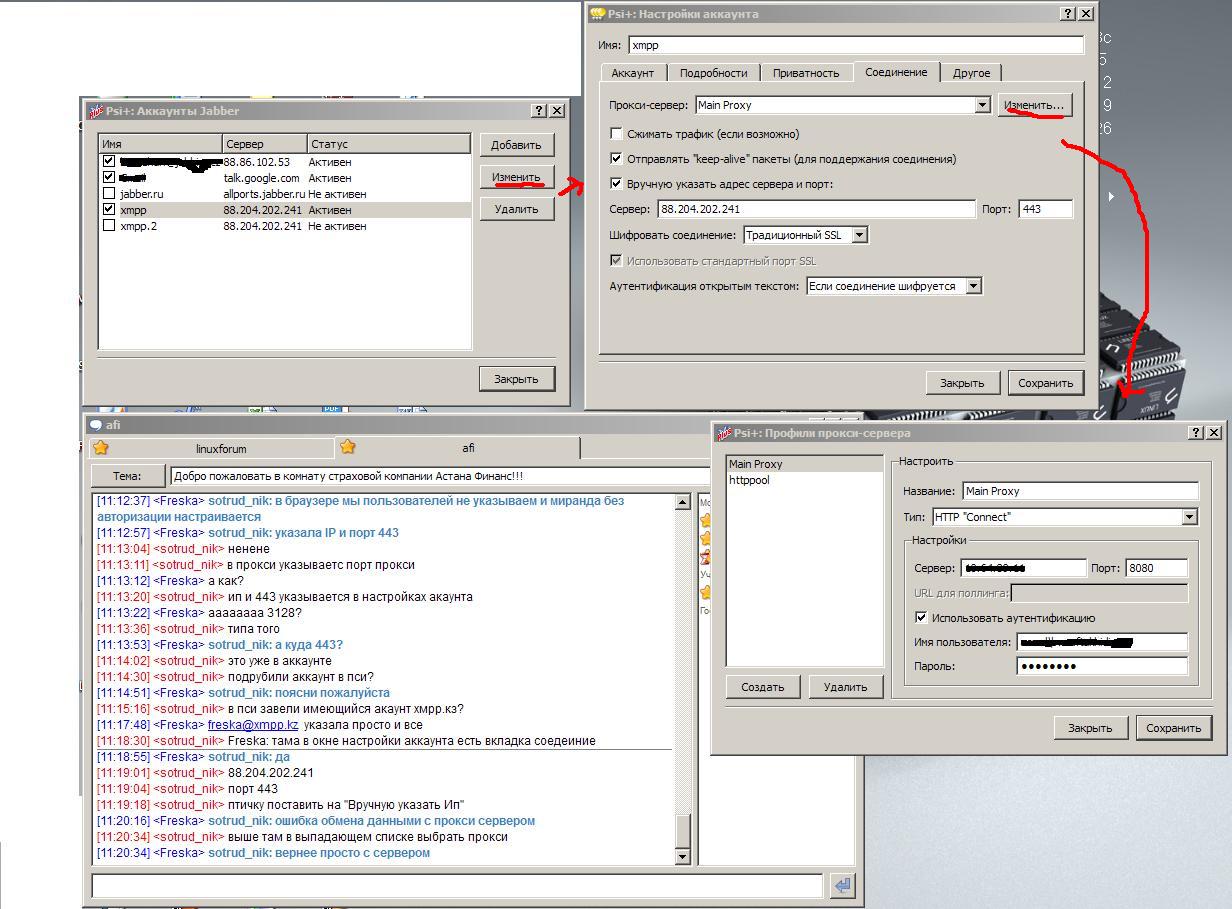 Psi+: Аккаунты Jabber
Имя Сервер Статус
88.86.102.53 Активен
talk.google.com Активен
jabber.ru allports.jabber.ru Не активен
xmpp 88.204.202.241 Активен
xmpp.2 88.204.202.241 Не активен
Добавить
Изменить
Удалить
Закрыть
Psi+: Настройки аккаунта
Имя: xmpp
Аккаунт Подробности Приватность Соединение Другое
Прокси-сервер: Main Proxy Изменить...
Сжимать трафик (если возможно)
Отправлять "keep-alive" пакеты (для поддержания соединения)
Вручную указать адрес сервера и порт:
Сервер: 88.204.202.241 Порт: 443
Шифровать соединение: Традиционный SSL
Использовать стандартный порт SSL
Аутентификация открытым текстом: Если соединение шифруется
Закрыть Сохранить
afi
linuxforum afi
Тема: Добро пожаловать в комнату страховой компании Астана Финанс!!!
[11:12:37] <Freska> sotrud_nik: в браузере мы пользователей не указываем и миранда без
авторизации настраивается
[11:12:57] <Freska> sotrud_nik: указала IP и порт 443
[11:13:04] <sotrud_nik> ненене
[11:13:11] <sotrud_nik> в прокси указываетс порт прокси
[11:13:12] <Freska> а как?
[11:13:20] <sotrud_nik> ип и 443 указывается в настройках акаунта
[11:13:22] <Freska> аааааааа 3128?
[11:13:36] <sotrud_nik> типа того
[11:13:53] <Freska> sotrud_nik: а куда 443?
[11:14:02] <sotrud_nik> это уже в аккаунте
[11:14:30] <sotrud_nik> подрубили аккаунт в пси?
[11:14:51] <Freska> sotrud_nik: поясни пожалуйста
[11:15:16] <sotrud_nik> в пси завели имеющийся акаунт хмпр.кз?
[11:17:48] <Freska> freska@xmpp.kz указала просто и все
[11:18:30] <sotrud_nik> Freska: тама в окне настройки аккаунта есть вкладка соедеиние
[11:18:55] <Freska> sotrud_nik: да
[11:19:01] <sotrud_nik> 88.204.202.241
[11:19:04] <sotrud_nik> порт 443
[11:19:18] <sotrud_nik> птичку поставить на "Вручную указать Ип"
[11:20:16] <Freska> sotrud_nik: ошибка обмена данными с прокси сервером
[11:20:34] <sotrud_nik> выше там в выпадающем списке выбрать прокси
[11:20:34] <Freska> sotrud_nik: вернее просто с сервером
Psi+: Профили прокси-сервера
Main Proxy
httppool
Создать Удалить
Настроить
Название: Main Proxy
Тип: HTTP "Connect"
Настройки
Сервер: Порт: 8080
URL для поллинга:
Использовать аутентификацию
Имя пользователя:
Пароль: ●●●●●●●●
Закрыть Сохранить